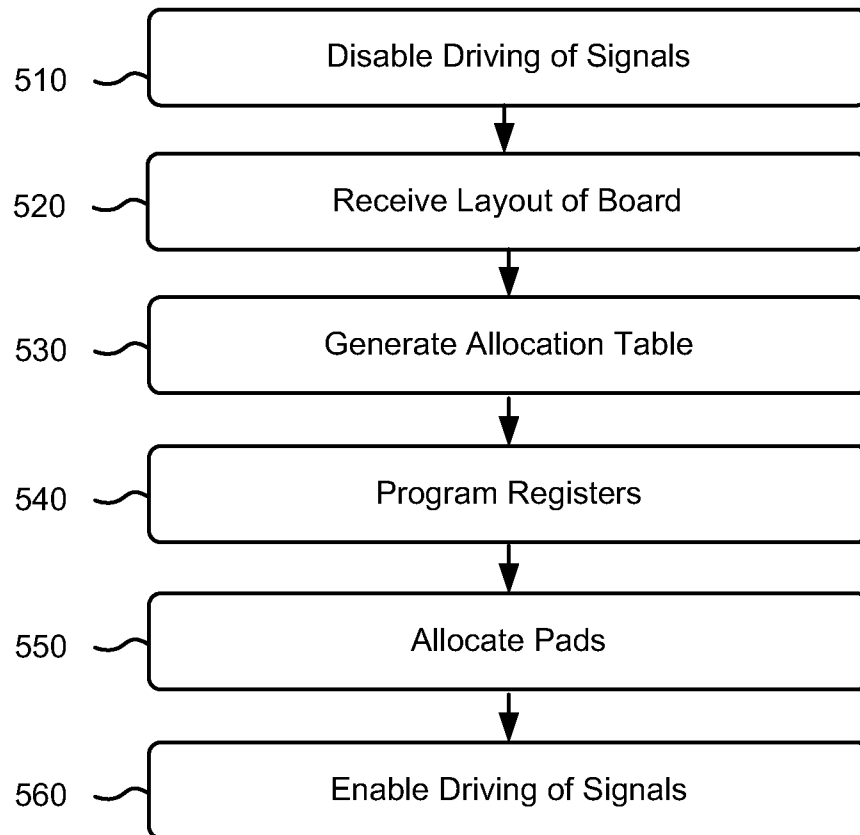 510 Disable Driving of Signals
520 Receive Layout of Board
530 Generate Allocation Table
540 Program Registers
550 Allocate Pads
560 Enable Driving of Signals